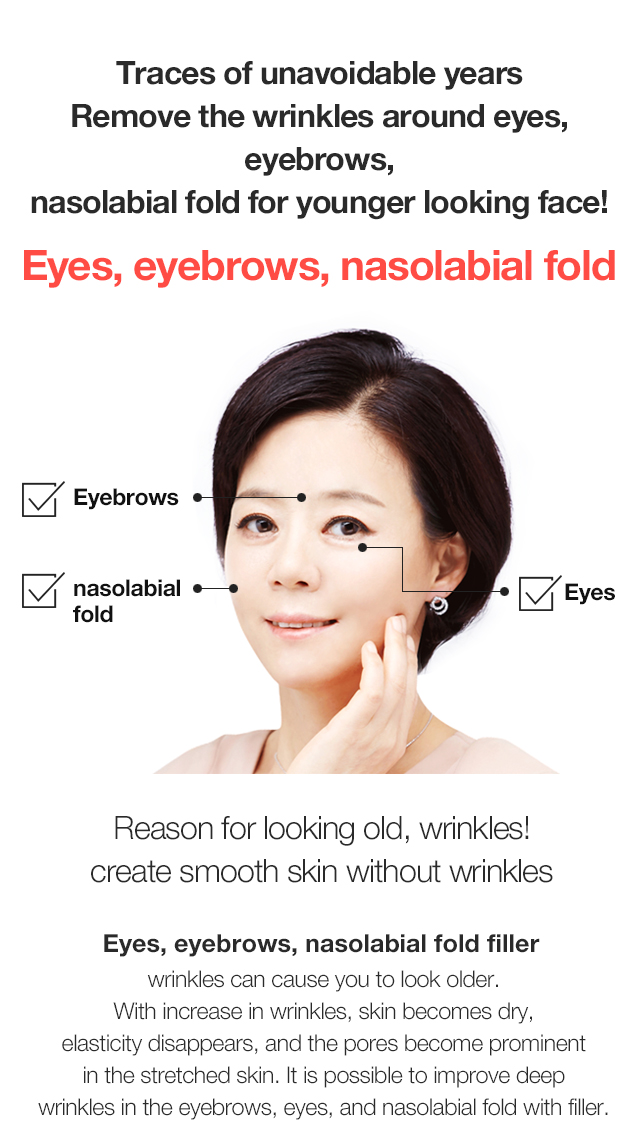 Traces of unavoidable years
Remove the wrinkles around eyes,
eyebrows,
nasolabial fold for younger looking face!
Eyes, eyebrows, nasolabial fold
Eyebrows
nasolabial
fold
Eyes
Reason for looking old, wrinkles!
create smooth skin without wrinkles
Eyes, eyebrows, nasolabial fold filler
wrinkles can cause you to look older.
With increase in wrinkles, skin becomes dry,
elasticity disappears, and the pores become prominent
in the stretched skin. It is possible to improve deep
wrinkles in the eyebrows, eyes, and nasolabial fold with filler.